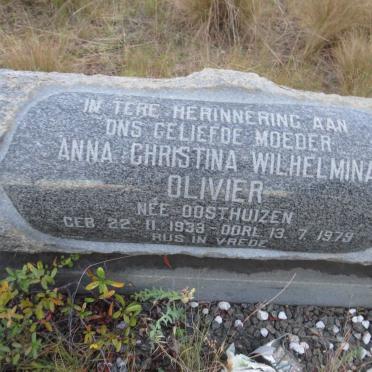 IN TERE HERINNERING AAN
ONS GELIEFDE MOEDER
ANNA CHRISTINA WILHELMINA
OLIVIER
NÉE OOSTHUIZEN
GEB. 22·11·1933 OORL 13·7·1979
RUS IN VREDE